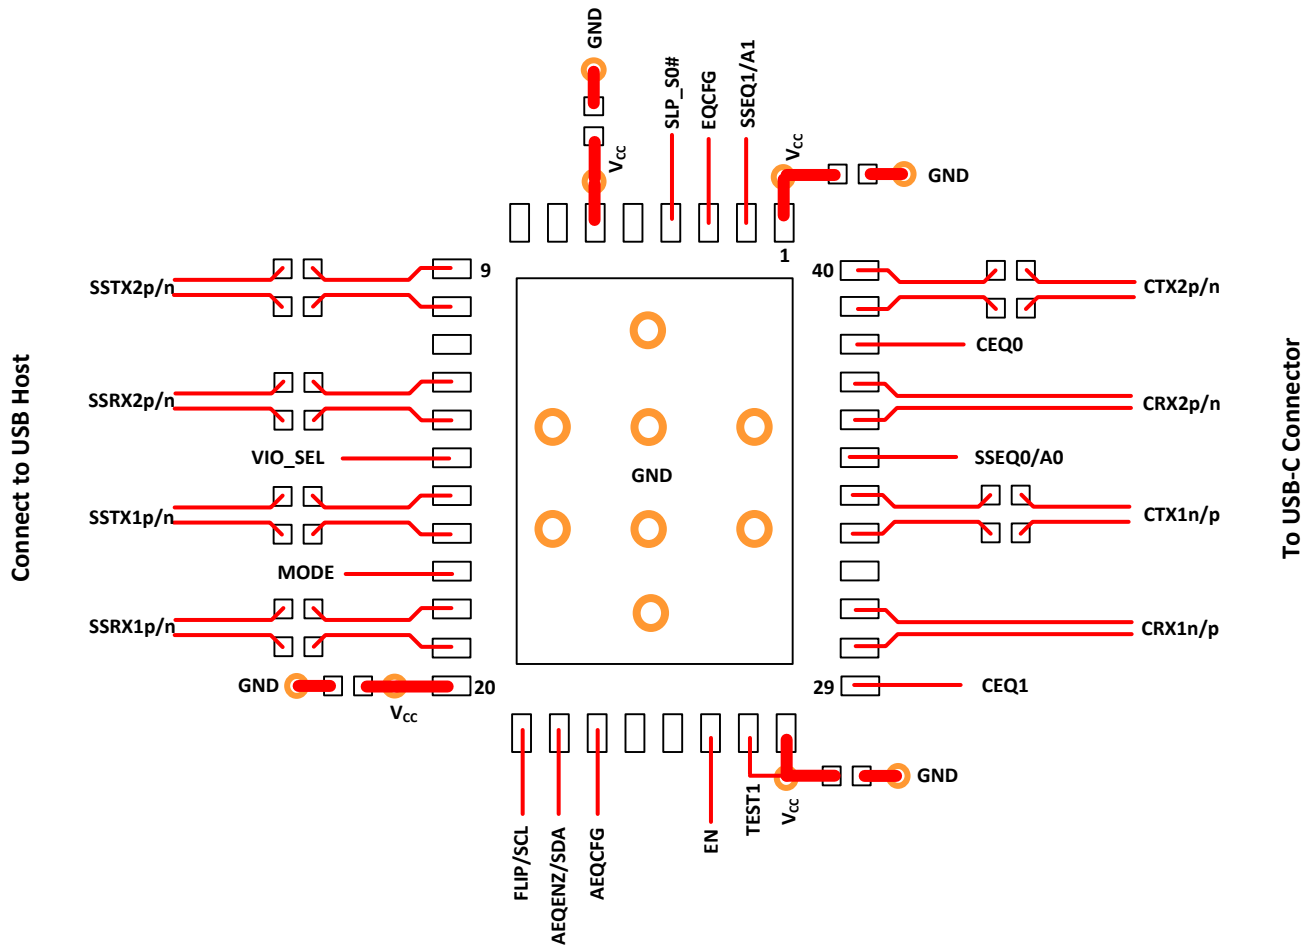 GND
SLP_S0#
EQCFG
SSEQ1/A1
VCC
VCC
GND
1
9
40
SSTX2p/n
CTX2p/n
CEQ0
SSRX2p/n
CRX2p/n
VIO_SEL
SSEQ0/A0
GND
SSTX1p/n
CTX1n/p
MODE
SSRX1p/n
CRX1n/p
GND
VCC
20
29
CEQ1
Connect to USB Host
To USB-C Connector
FLIP/SCL
AEQENZ/SDA
AEQCFG
EN
TEST1
VCC
GND